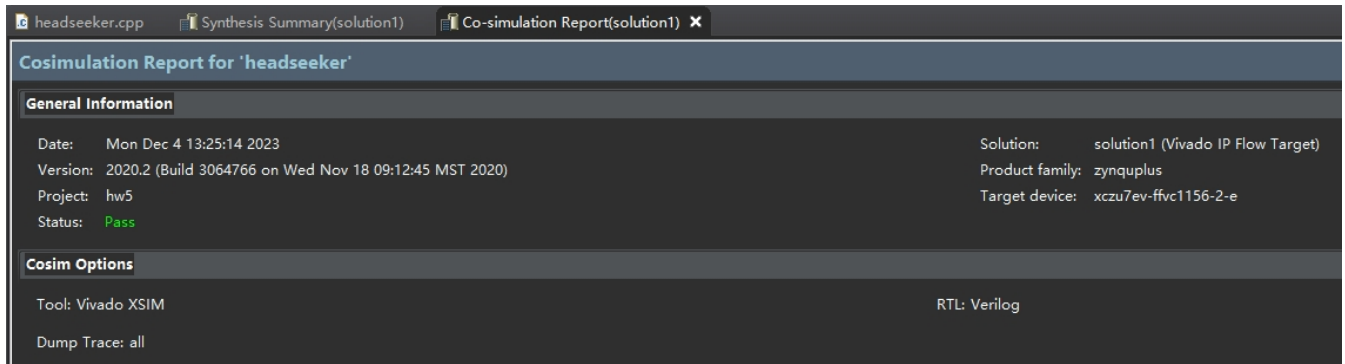 headseeker.cpp Synthesis Summary(solution1) Co-simulation Report(solution1)
Cosimulation Report for 'headseeker'
General Information
Date: Mon Dec 4 13:25:14 2023 Solution: solution1 (Vivado IP Flow Target)
Version: 2020.2 (Build 3064766 on Wed Nov 18 09:12:45 MST 2020) Product family: zynquplus
Project: hw5 Target device: xczu7ev-ffvc1156-2-e
Status: Pass
Cosim Options
Tool: Vivado XSIM RTL: Verilog
Dump Trace: all